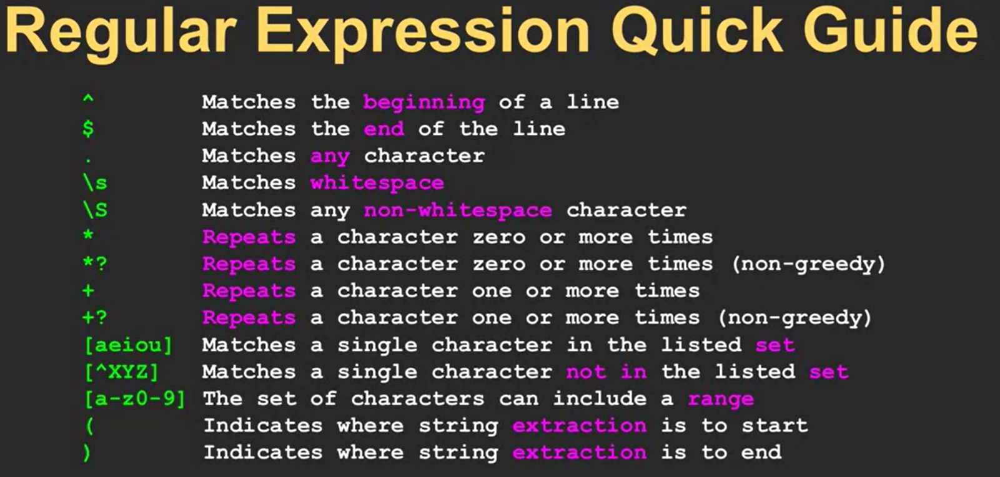 Regular Expression Quick Guide
^ Matches the beginning of a line
$ Matches the end of the line
. Matches any character
\s Matches whitespace
\S Matches any non-whitespace character
* Repeats a character zero or more times
*? Repeats a character zero or more times (non-greedy)
+ Repeats a character one or more times
+? Repeats a character one or more times (non-greedy)
[aeiou] Matches a single character in the listed set
[^XYZ] Matches a single character not in the listed set
[a-z0-9] The set of characters can include a range
( Indicates where string extraction is to start
) Indicates where string extraction is to end